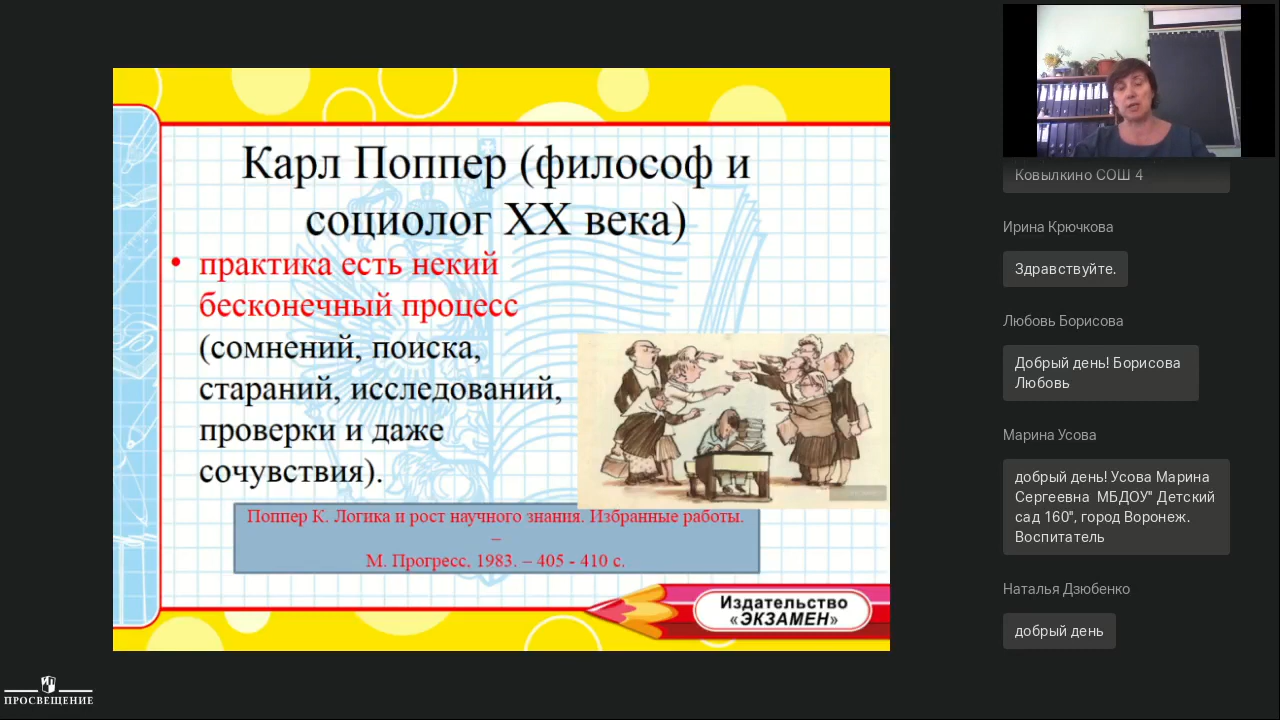 Карл Поппер (философ и
социолог XX века)
• практика есть некий
бесконечный процесс
(сомнений, поиска,
стараний, исследований,
проверки и даже
сочувствия).
Поппер К. Логика и рост научного знания. Избранные работы.
–
М. Прогресс, 1983. – 405 - 410 с.
Издательство
«ЭКЗАМЕН»
ПРОСВЕЩЕНИЕ
Ковылкино СОШ 4
Ирина Крючкова
Здравствуйте.
Любовь Борисова
Добрый день! Борисова
Любовь
Марина Усова
добрый день! Усова Марина
Сергеевна МБДОУ" Детский
сад 160", город Воронеж.
Воспитатель
Наталья Дзюбенко
добрый день